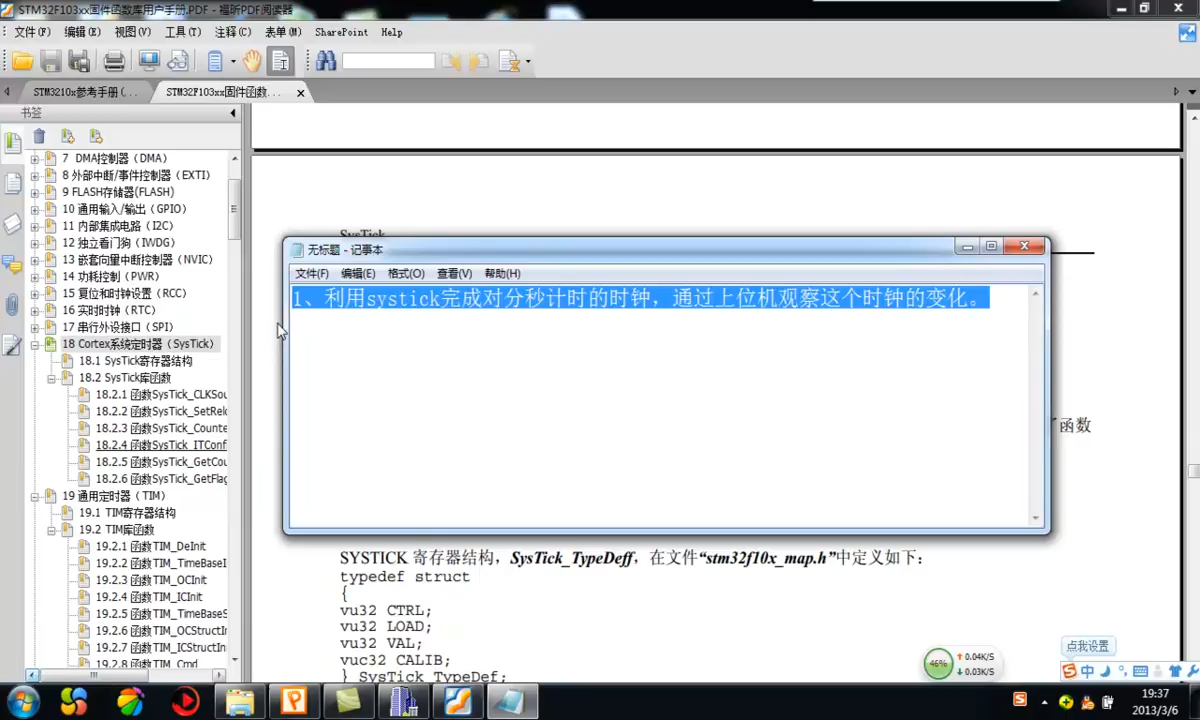 STM32F103xx固件函数库用户手册.PDF - 福昕PDF阅读器
文件(F) 编辑(E) 视图(V) 工具(T) 注释(C) 表单(M) SharePoint Help
STM3210x参考手册(... STM32F103xx固件函数...
书签
7 DMA控制器（DMA）
8 外部中断/事件控制器（EXTI）
9 FLASH存储器(FLASH)
10 通用输入/输出（GPIO）
11 内部集成电路（I2C）
12 独立看门狗（IWDG）
13 嵌套向量中断控制器（NVIC）
14 功耗控制（PWR）
15 复位和时钟设置（RCC）
16 实时时钟（RTC）
17 串行外设接口（SPI）
18 Cortex系统定时器（SysTick）
18.1 SysTick寄存器结构
18.2 SysTick库函数
18.2.1 函数SysTick_CLKSou
18.2.2 函数SysTick_SetRelo
18.2.3 函数SysTick_Counte
18.2.4 函数SysTick_ITConf
18.2.5 函数SysTick_GetCou
18.2.6 函数SysTick_GetFlag
19 通用定时器（TIM）
19.1 TIM寄存器结构
19.2 TIM库函数
19.2.1 函数TIM_DeInit
19.2.2 函数TIM_TimeBaseI
19.2.3 函数TIM_OCInit
19.2.4 函数TIM_ICInit
19.2.5 函数TIM_TimeBaseS
19.2.6 函数TIM_OCStructIn
19.2.7 函数TIM_ICStructIn
19.2.8 函数TIM_Cmd
SysTick
无标题 - 记事本
文件(F) 编辑(E) 格式(O) 查看(V) 帮助(H)
1、利用systick完成对分秒计时的时钟，通过上位机观察这个时钟的变化。
函数
SYSTICK 寄存器结构，SysTick_TypeDeff，在文件“stm32f10x_map.h”中定义如下：
typedef struct
{
vu32 CTRL;
vu32 LOAD;
vu32 VAL;
vuc32 CALIB;
} SysTick_TypeDef;
点我设置
46% ↑ 0.04K/S
↓ 0.03K/S
中
19:37
2013/3/6